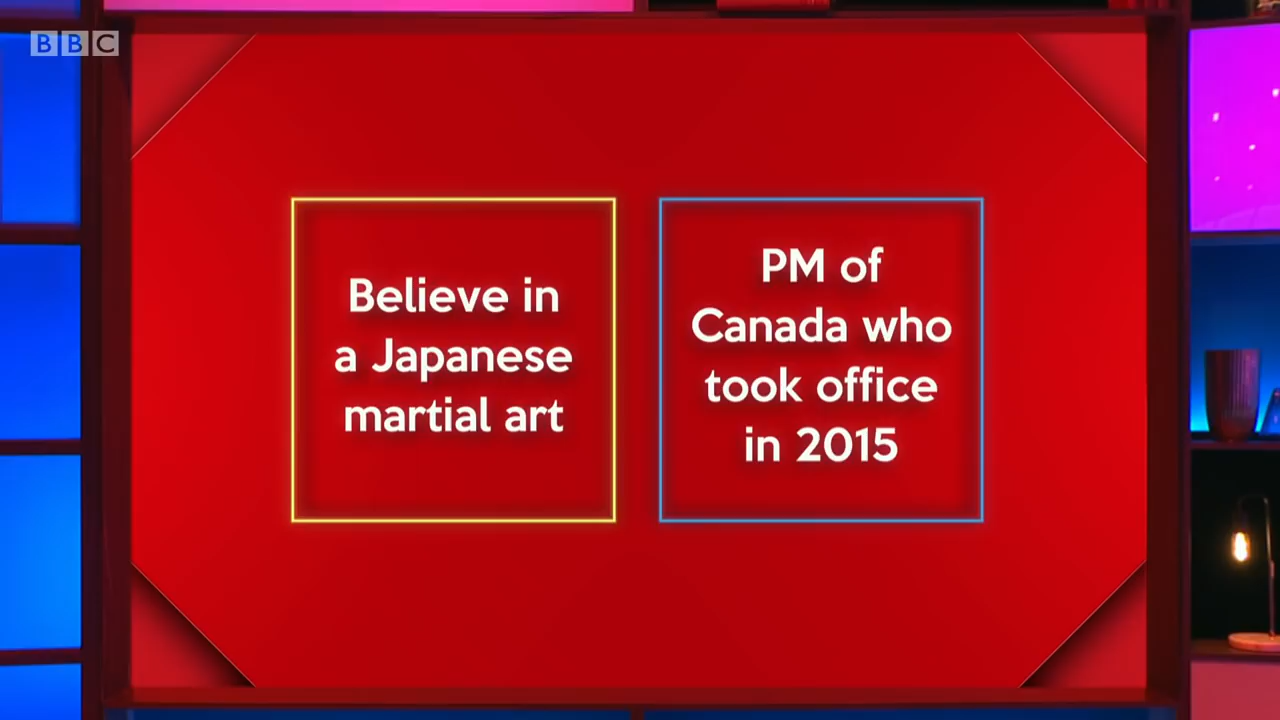 BBC
Believe in
a Japanese
martial art
PM of
Canada who
took office
in 2015